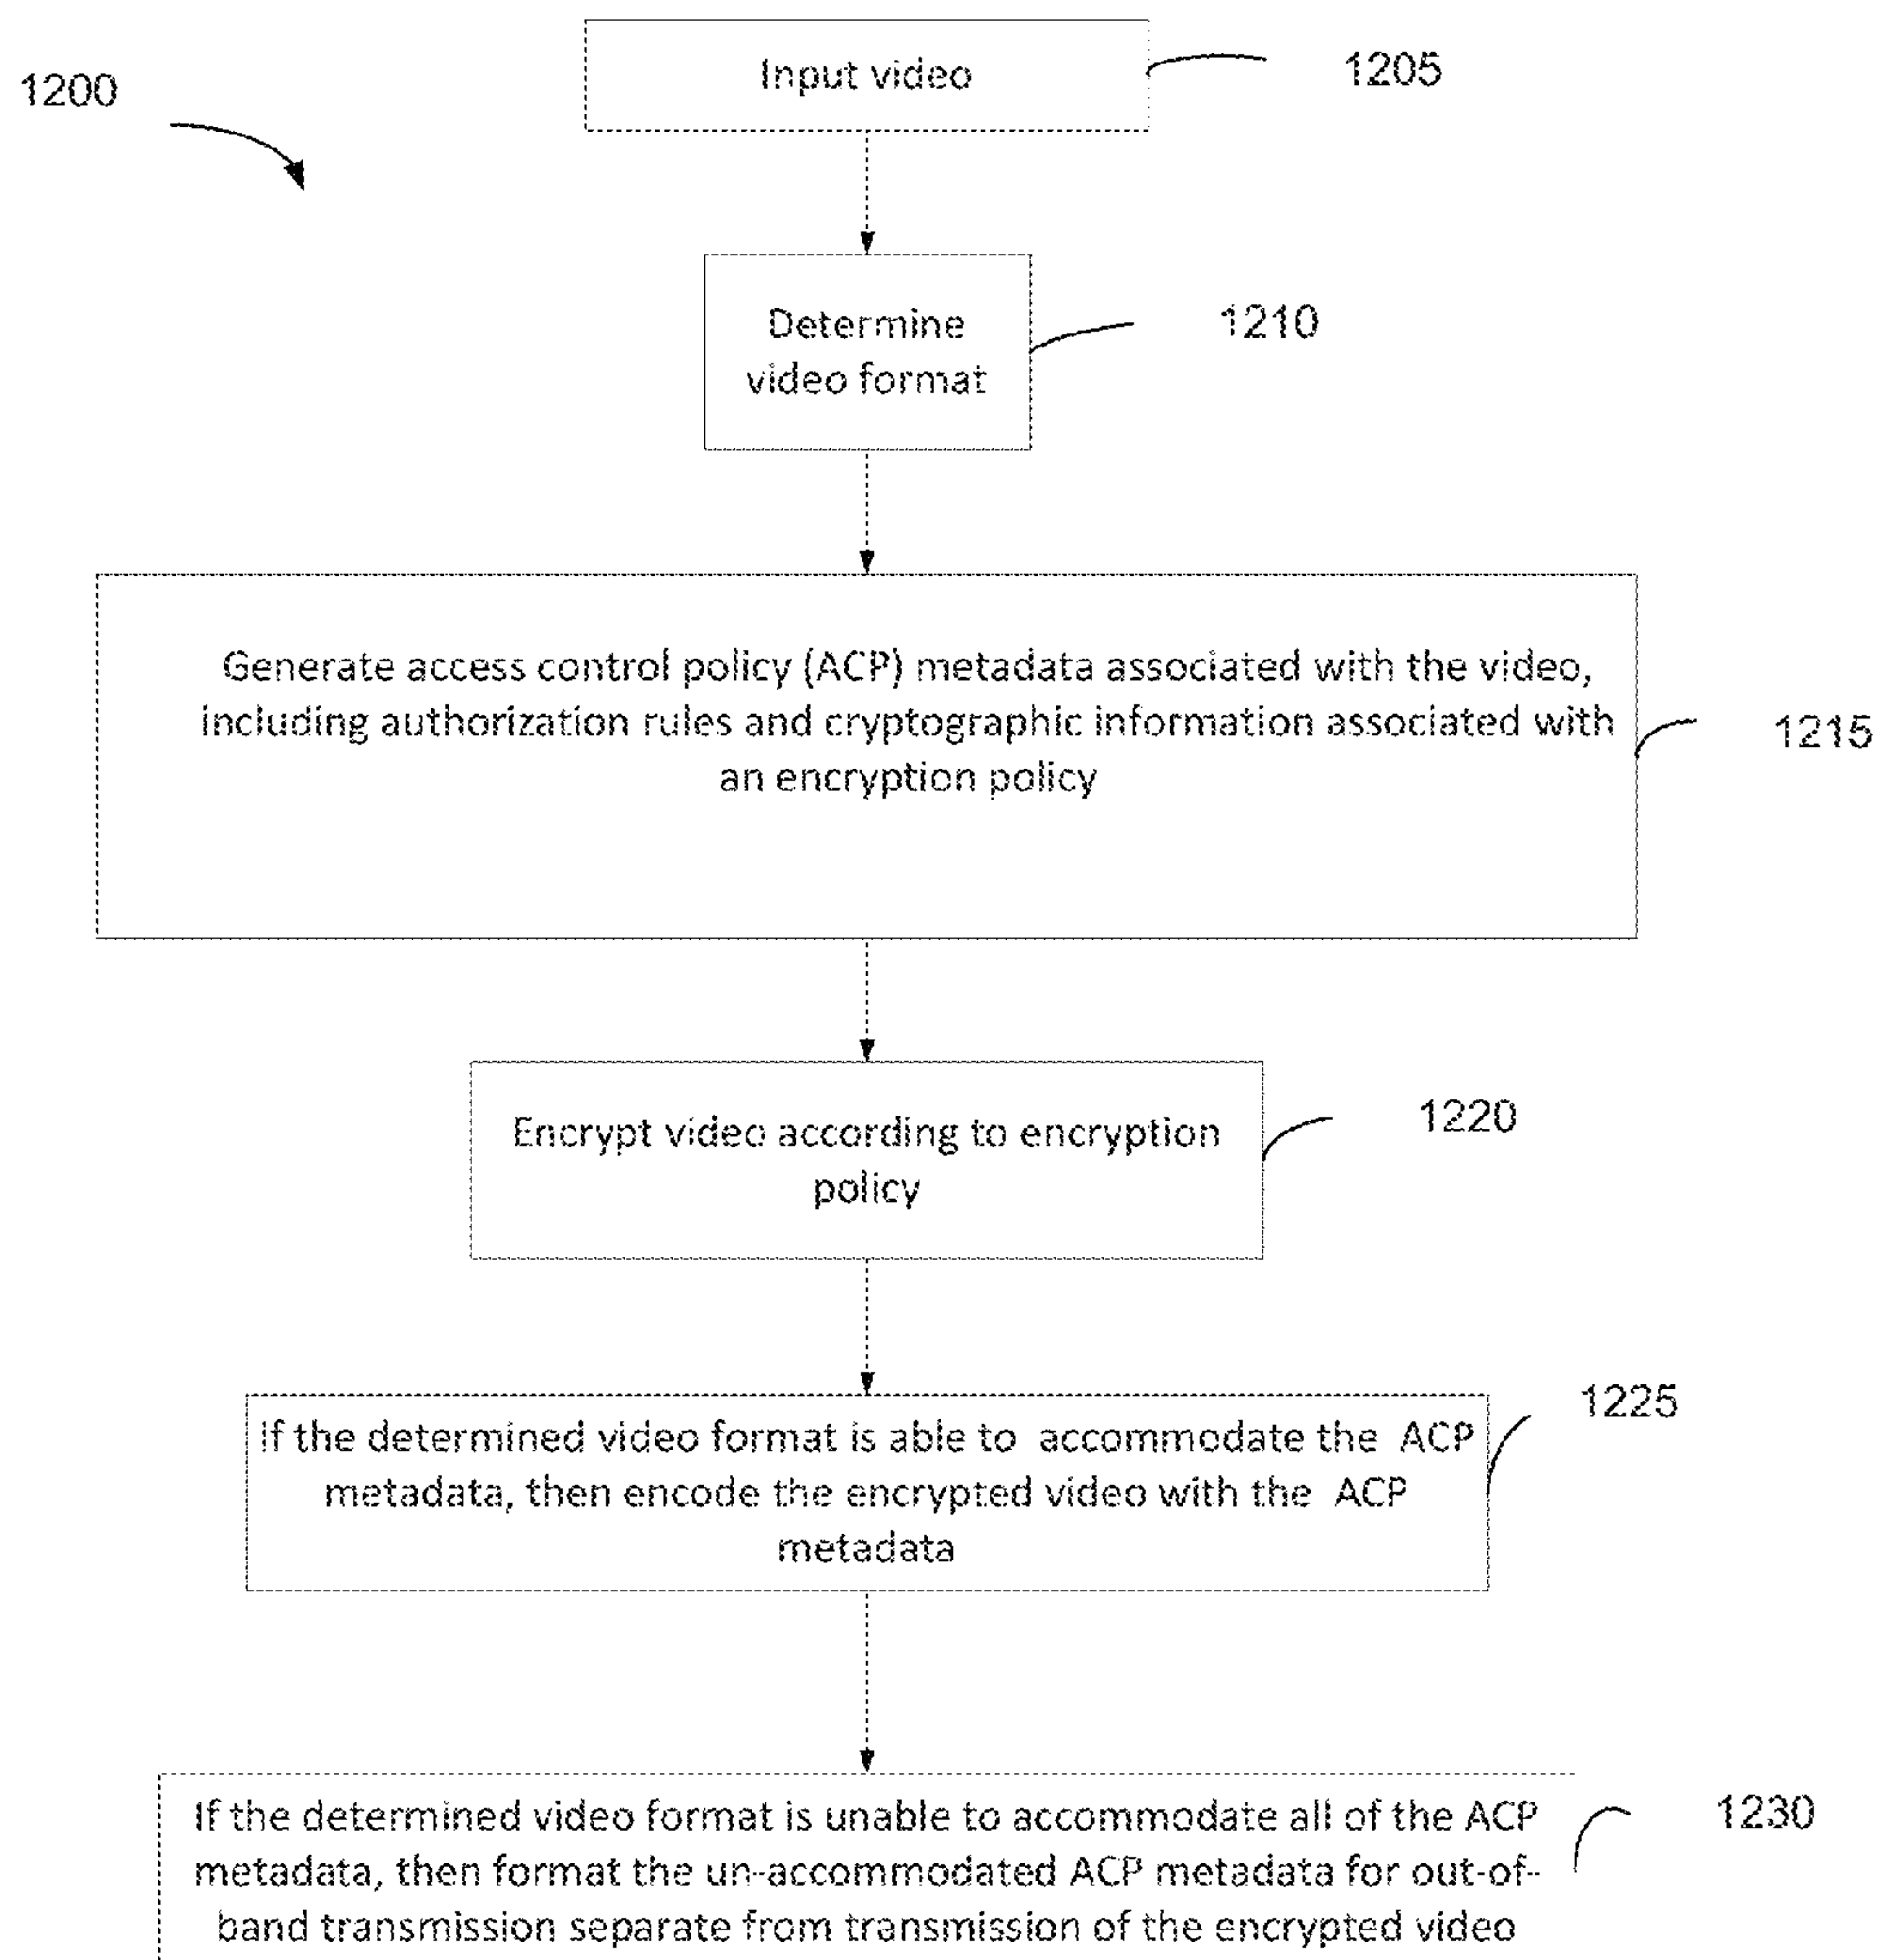 1200
Input video
1205
Determine
video format
1210
Generate access control policy (ACP) metadata associated with the video,
including authorization rules and cryptographic information associated with
an encryption policy
1215
Encrypt video according to encryption
policy
1220
If the determined video format is able to accommodate the ACP
metadata, then encode the encrypted video with the ACP
metadata
1225
If the determined video format is unable to accommodate all of the ACP
metadata, then format the un-accommodated ACP metadata for out-of-
band transmission separate from transmission of the encrypted video
1230